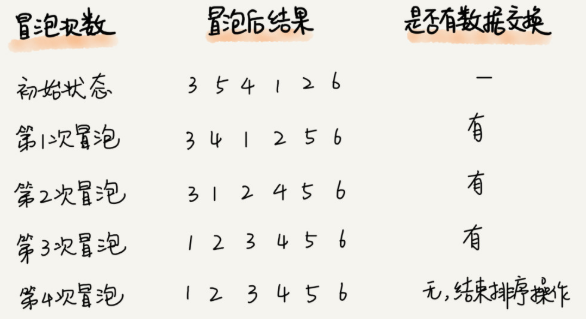 冒泡次数 冒泡后结果 是否有数据交换
初始状态 3 5 4 1 2 6 —
第1次冒泡 3 4 1 2 5 6 有
第2次冒泡 3 1 2 4 5 6 有
第3次冒泡 1 2 3 4 5 6 有
第4次冒泡 1 2 3 4 5 6 无,结束排序操作